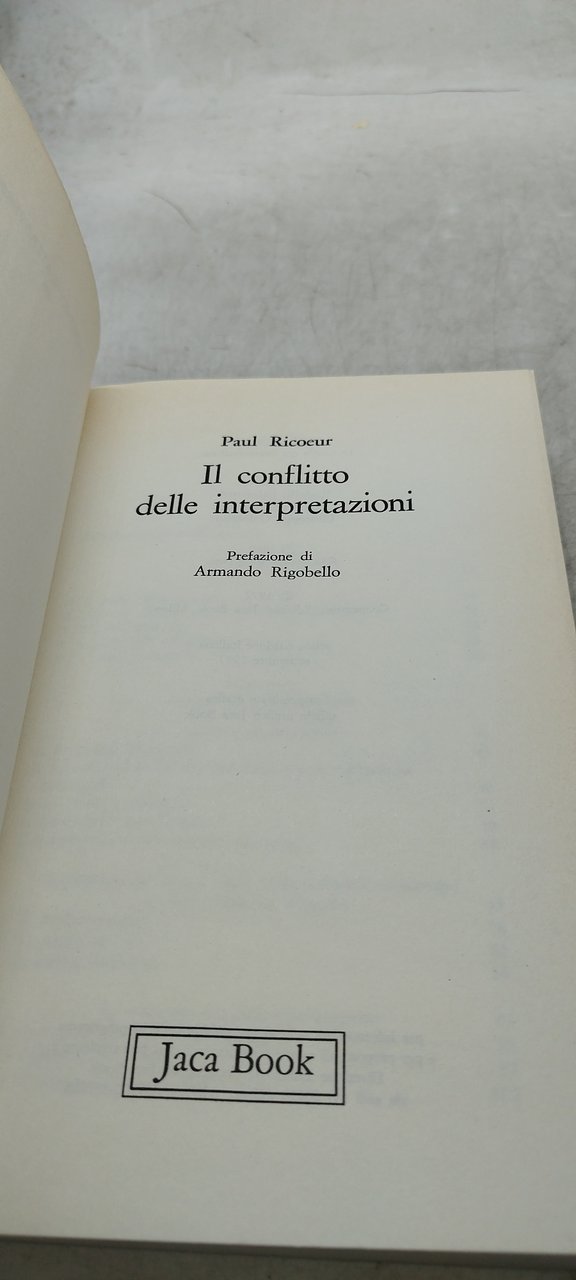 Paul Ricoeur
Il conflitto
delle interpretazioni
Prefazione di
Armando Rigobello
Jaca Book